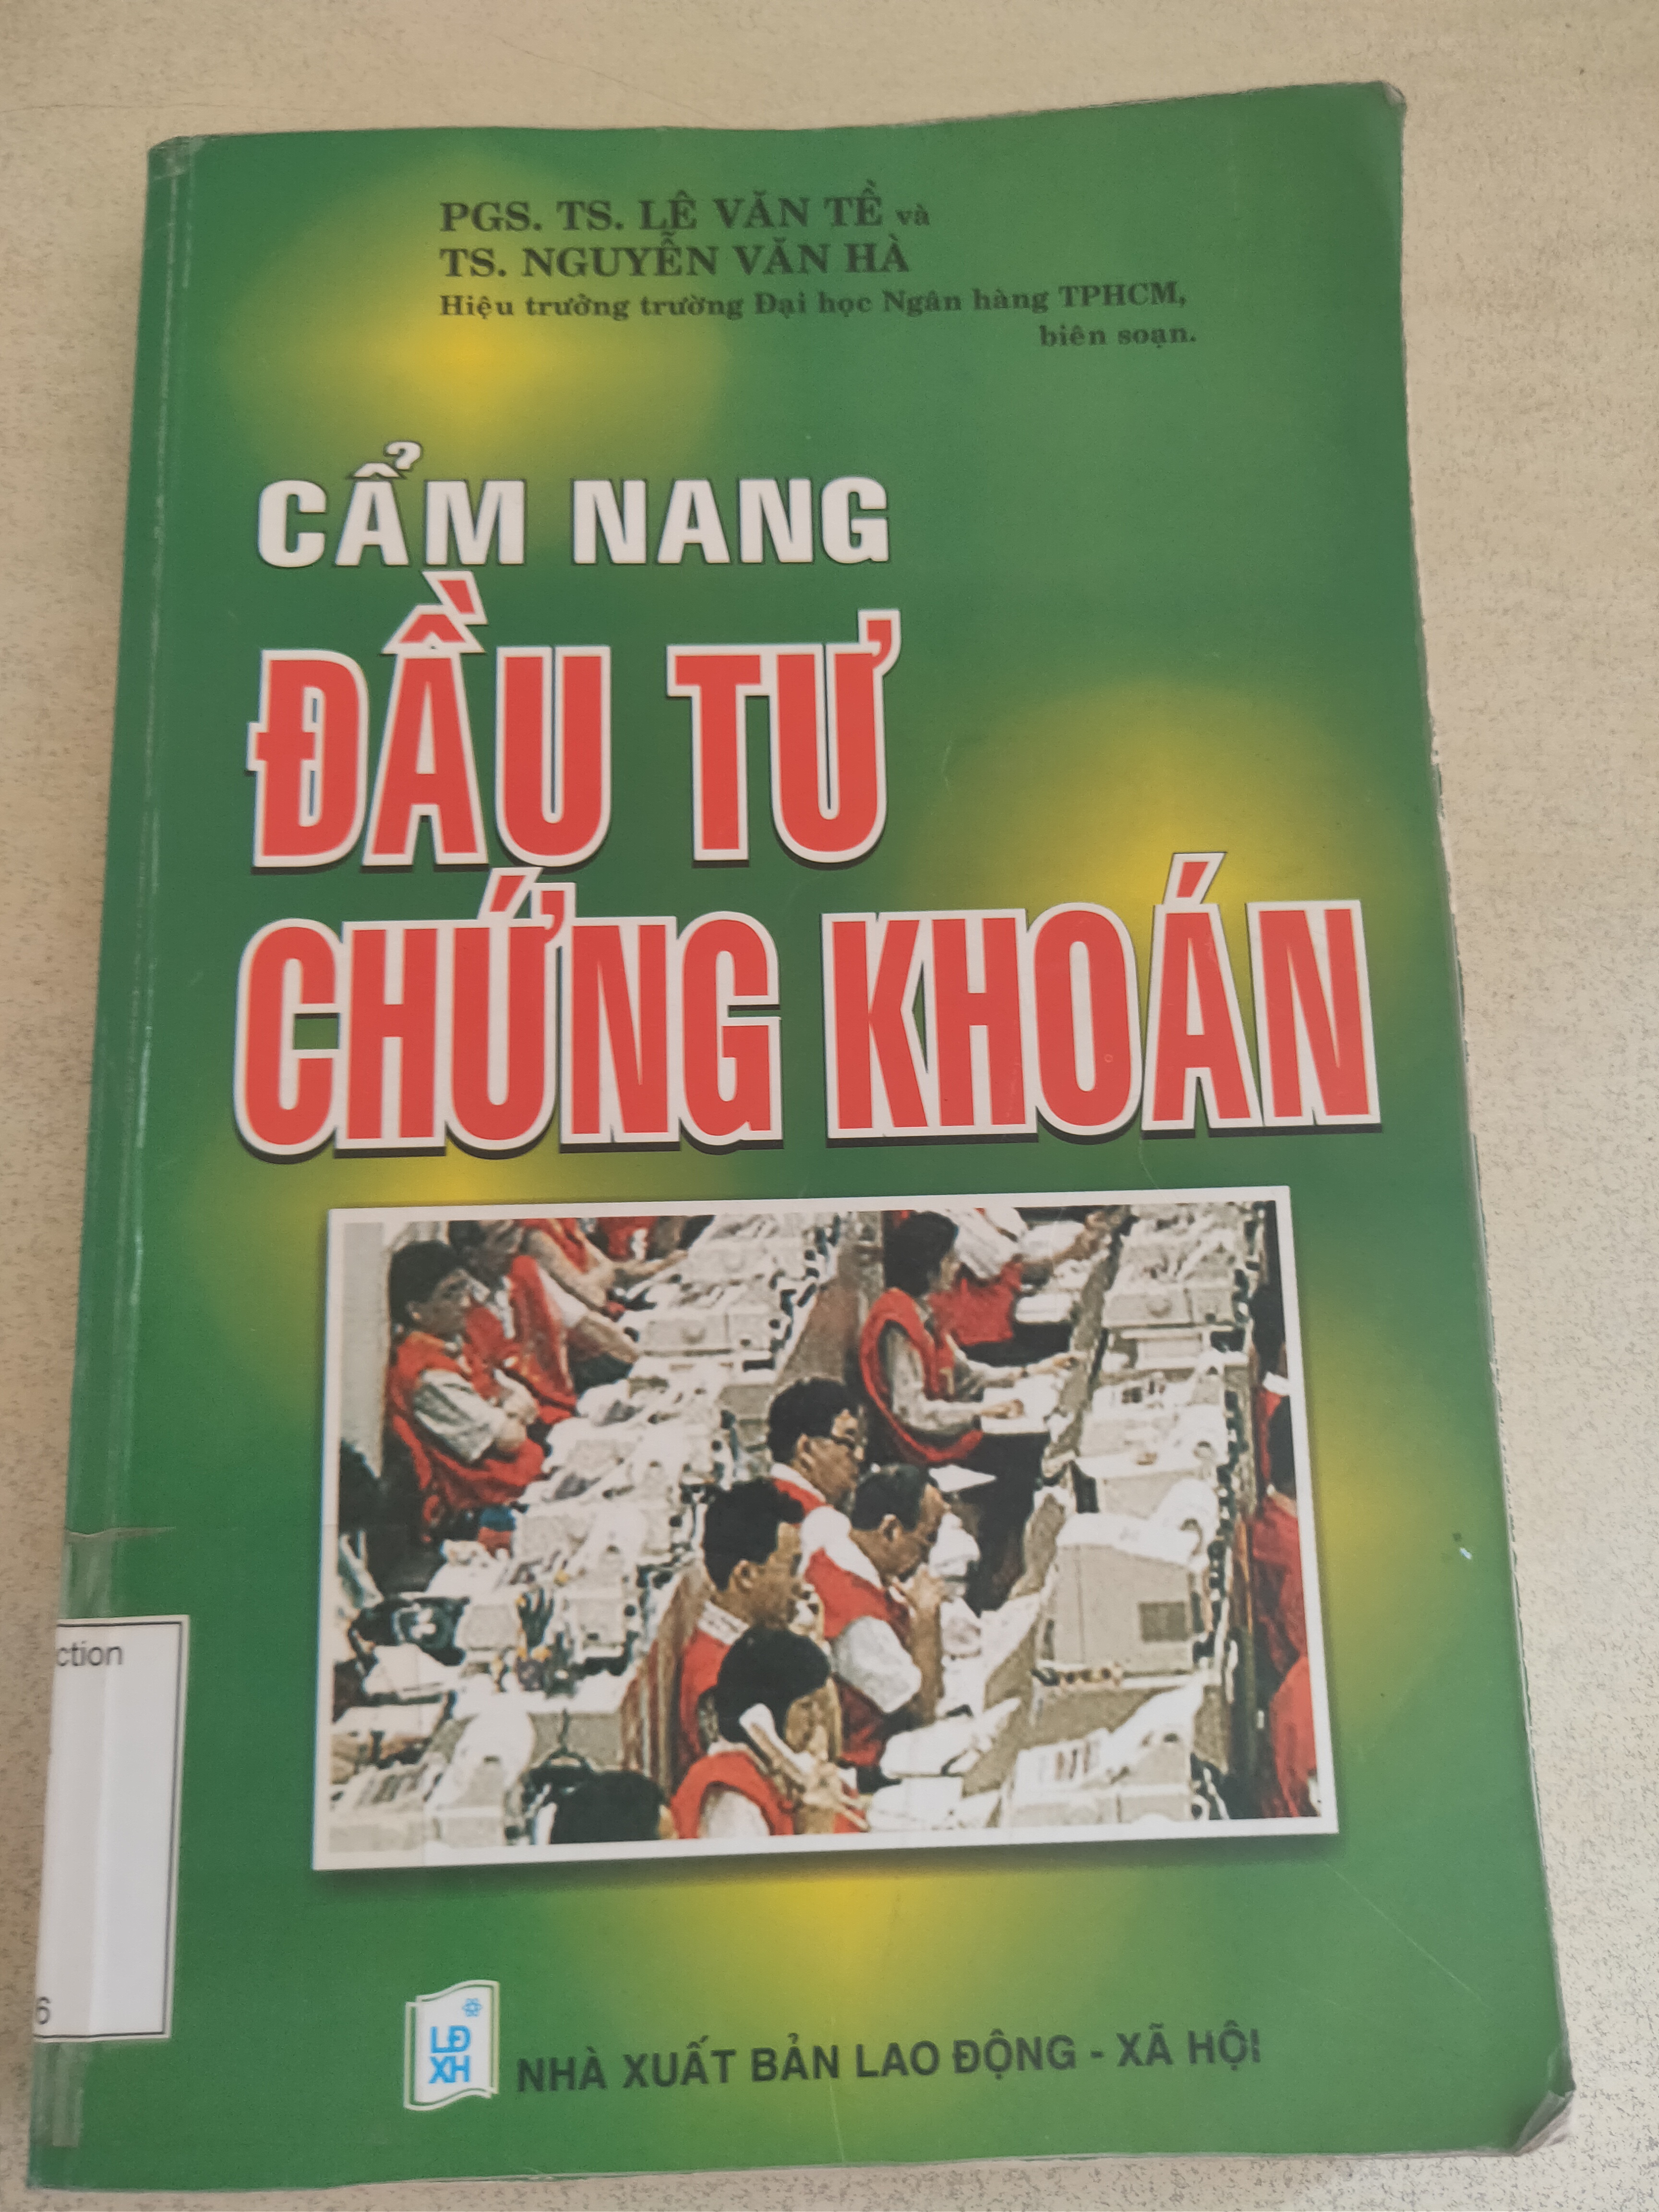 PGS. TS. LÊ VĂN TỀ và
TS. NGUYỄN VĂN HÀ
Hiệu trưởng trường Đại học Ngân hàng TPHCM,
biên soạn.
CẨM NANG
ĐẦU TƯ
CHỨNG KHOÁN
ction
6
LĐ
XH
NHÀ XUẤT BẢN LAO ĐỘNG - XÃ HỘI